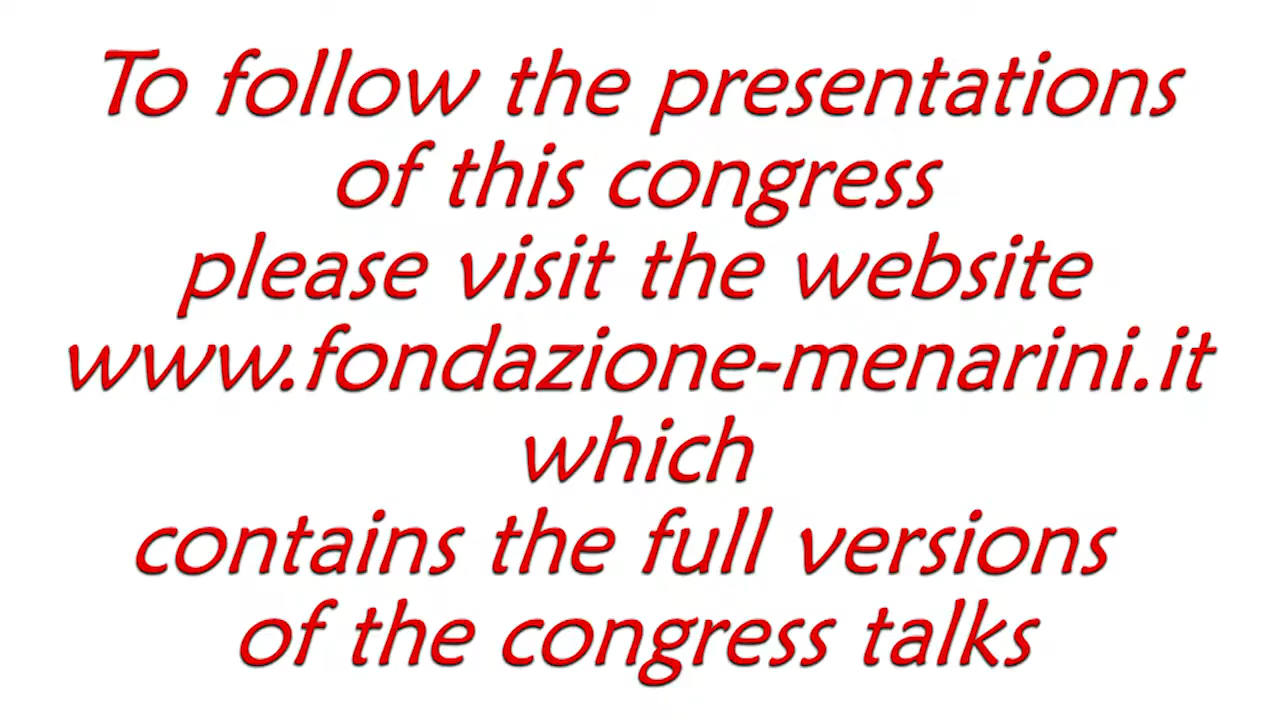 To follow the presentations
of this congress
please visit the website
www.fondazione-menarini.it
which
contains the full versions
of the congress talks